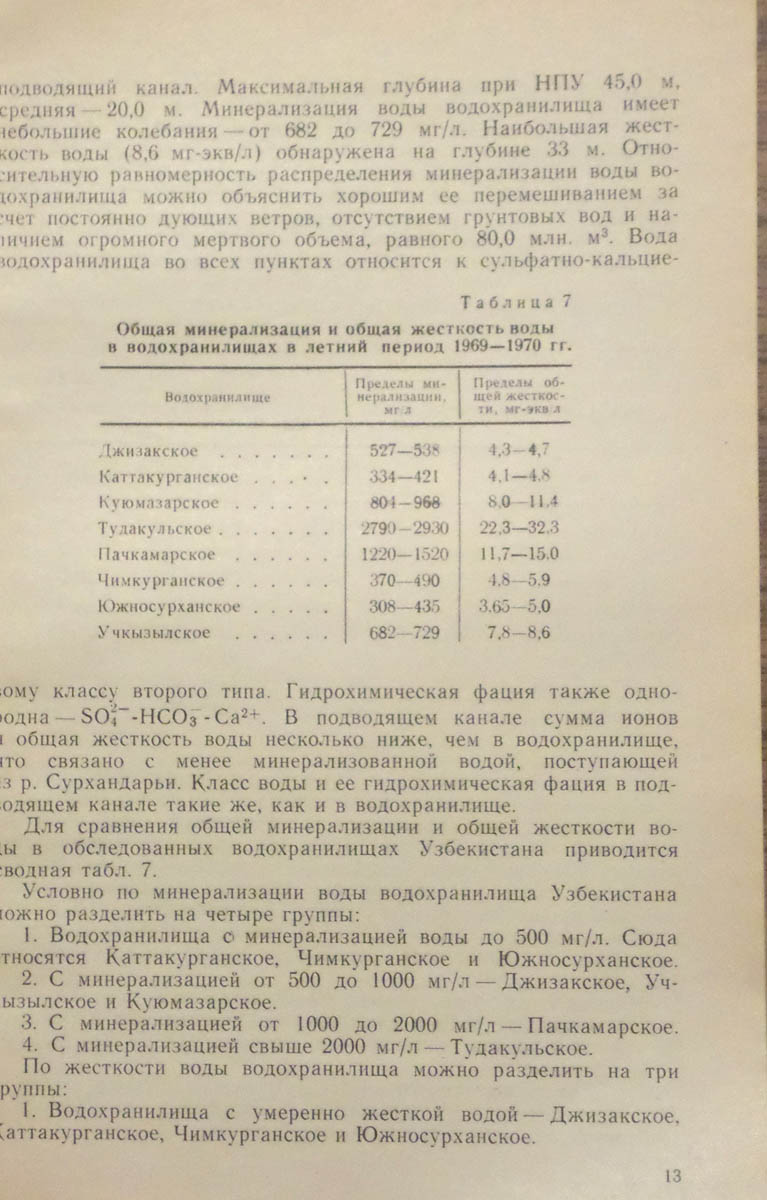 подводящий канал. Максимальная глубина при НПУ 45,0 м,
средняя — 20,0 м. Минерализация воды водохранилища имеет
небольшие колебания — от 682 до 729 мг/л. Наибольшая жест-
кость воды (8,6 мг-экв/л) обнаружена на глубине 33 м. Отно-
сительную равномерность распределения минерализации воды во-
дохранилища можно объяснить хорошим ее перемешиванием за
счет постоянно дующих ветров, отсутствием грунтовых вод и на-
личием огромного мертвого объема, равного 80,0 млн. м³. Вода
водохранилища во всех пунктах относится к сульфатно-кальцие-
Таблица 7
Общая минерализация и общая жесткость воды
в водохранилищах в летний период 1969—1970 гг.
Водохранилище | Пределы ми-нерализации, мг/л | Пределы об-щей жесткос-ти, мг-экв/л
Джизакское . . . . . . . 527—538 4,3—4,7
Каттакурганское . . . . . 334—421 4,1—4,8
Куюмазарское . . . . . . 804—968 8,0—11,4
Тудакульское . . . . . . . 2790—2930 22,3—32,3
Пачкамарское . . . . . . 1220—1520 11,7—15,0
Чимкурганское . . . . . . 370—490 4,8—5,9
Южносурханское . . . . . 308—435 3,65—5,0
Учкызылское . . . . . . 682—729 7,8—8,6
вому классу второго типа. Гидрохимическая фация также одно-
родна — SO₄²⁻-HCO₃⁻-Ca²⁺. В подводящем канале сумма ионов
и общая жесткость воды несколько ниже, чем в водохранилище,
что связано с менее минерализованной водой, поступающей
из р. Сурхандарьи. Класс воды и ее гидрохимическая фация в под-
водящем канале такие же, как и в водохранилище.
Для сравнения общей минерализации и общей жесткости во-
ды в обследованных водохранилищах Узбекистана приводится
сводная табл. 7.
Условно по минерализации воды водохранилища Узбекистана
можно разделить на четыре группы:
1. Водохранилища с минерализацией воды до 500 мг/л. Сюда
относятся Каттакурганское, Чимкурганское и Южносурханское.
2. С минерализацией от 500 до 1000 мг/л — Джизакское, Уч-
кызылское и Куюмазарское.
3. С минерализацией от 1000 до 2000 мг/л — Пачкамарское.
4. С минерализацией свыше 2000 мг/л — Тудакульское.
По жесткости воды водохранилища можно разделить на три
группы:
1. Водохранилища с умеренно жесткой водой — Джизакское,
Каттакурганское, Чимкурганское и Южносурханское.
13